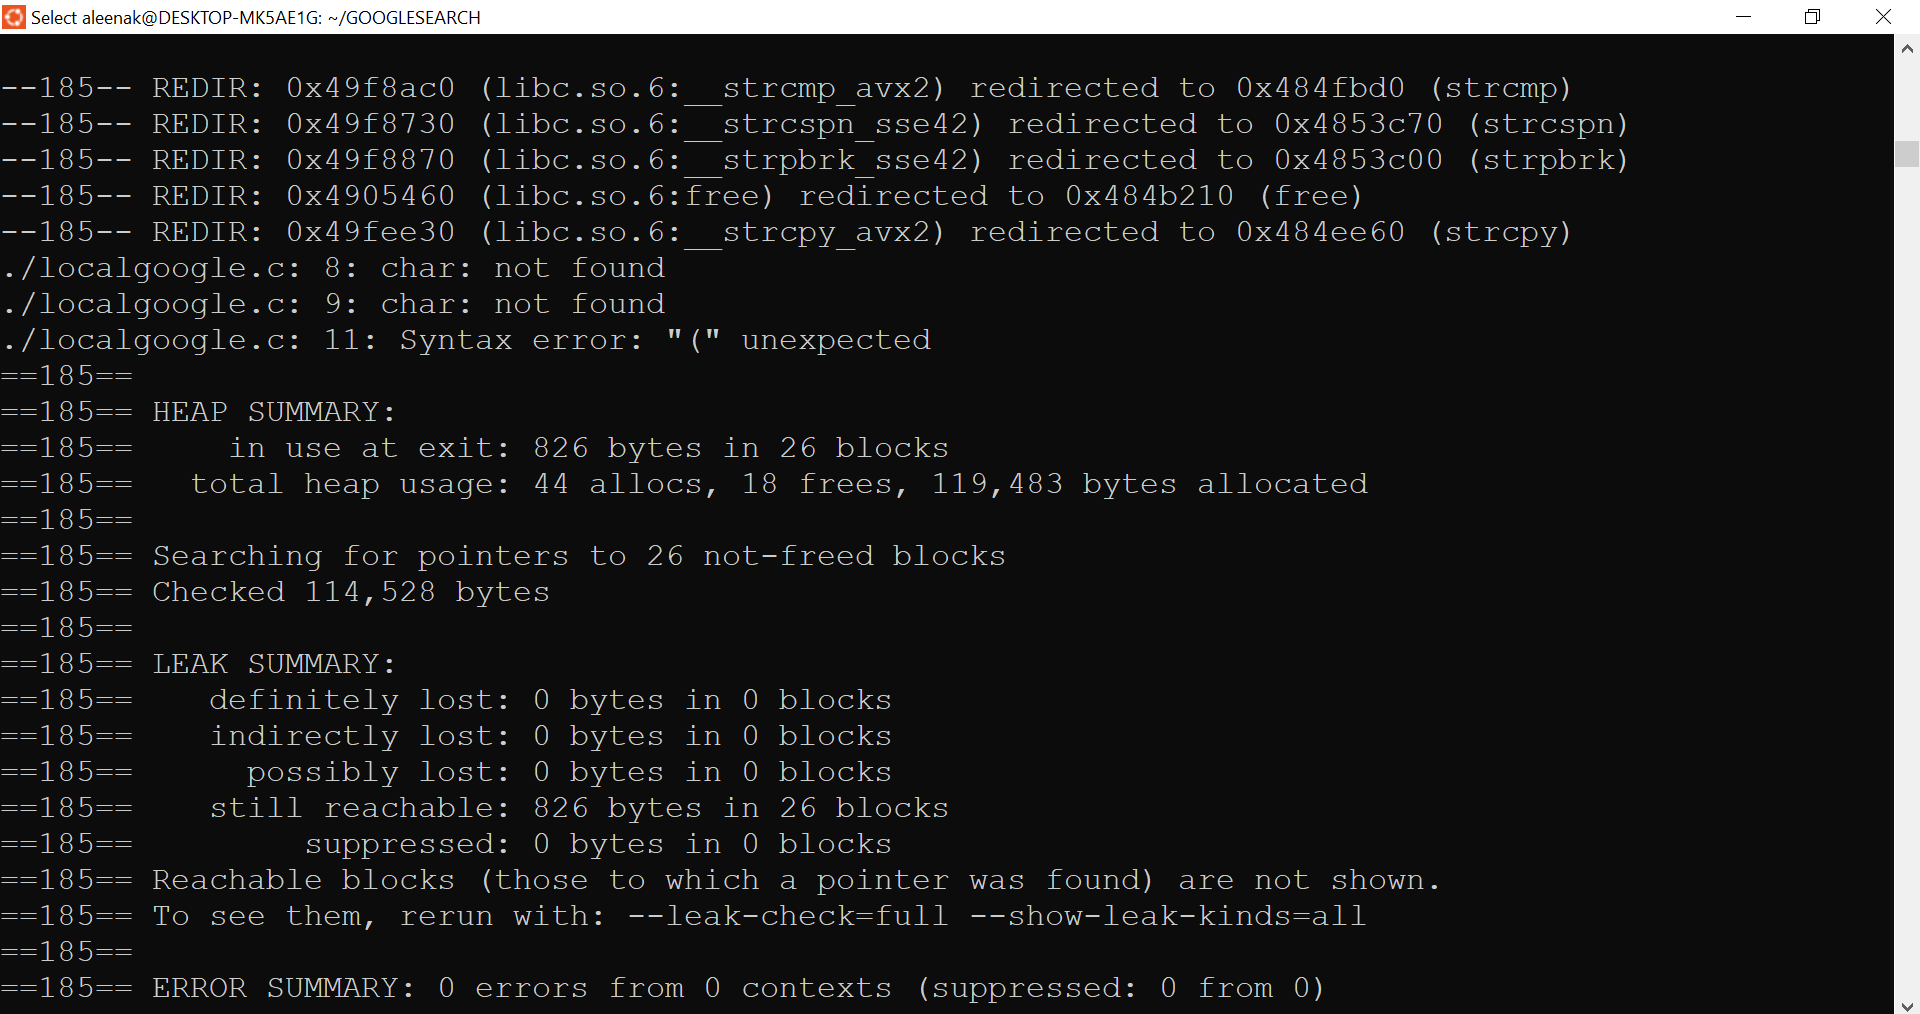 Select aleenak@DESKTOP-MK5AE1G: ~/GOOGLESEARCH
--185-- REDIR: 0x49f8ac0 (libc.so.6:__strcmp_avx2) redirected to 0x484fbd0 (strcmp)
--185-- REDIR: 0x49f8730 (libc.so.6:__strcspn_sse42) redirected to 0x4853c70 (strcspn)
--185-- REDIR: 0x49f8870 (libc.so.6:__strpbrk_sse42) redirected to 0x4853c00 (strpbrk)
--185-- REDIR: 0x4905460 (libc.so.6:free) redirected to 0x484b210 (free)
--185-- REDIR: 0x49fee30 (libc.so.6:__strcpy_avx2) redirected to 0x484ee60 (strcpy)
./localgoogle.c: 8: char: not found
./localgoogle.c: 9: char: not found
./localgoogle.c: 11: Syntax error: "(" unexpected
==185==
==185== HEAP SUMMARY:
==185==     in use at exit: 826 bytes in 26 blocks
==185==   total heap usage: 44 allocs, 18 frees, 119,483 bytes allocated
==185==
==185== Searching for pointers to 26 not-freed blocks
==185== Checked 114,528 bytes
==185==
==185== LEAK SUMMARY:
==185==    definitely lost: 0 bytes in 0 blocks
==185==    indirectly lost: 0 bytes in 0 blocks
==185==      possibly lost: 0 bytes in 0 blocks
==185==    still reachable: 826 bytes in 26 blocks
==185==         suppressed: 0 bytes in 0 blocks
==185== Reachable blocks (those to which a pointer was found) are not shown.
==185== To see them, rerun with: --leak-check=full --show-leak-kinds=all
==185==
==185== ERROR SUMMARY: 0 errors from 0 contexts (suppressed: 0 from 0)